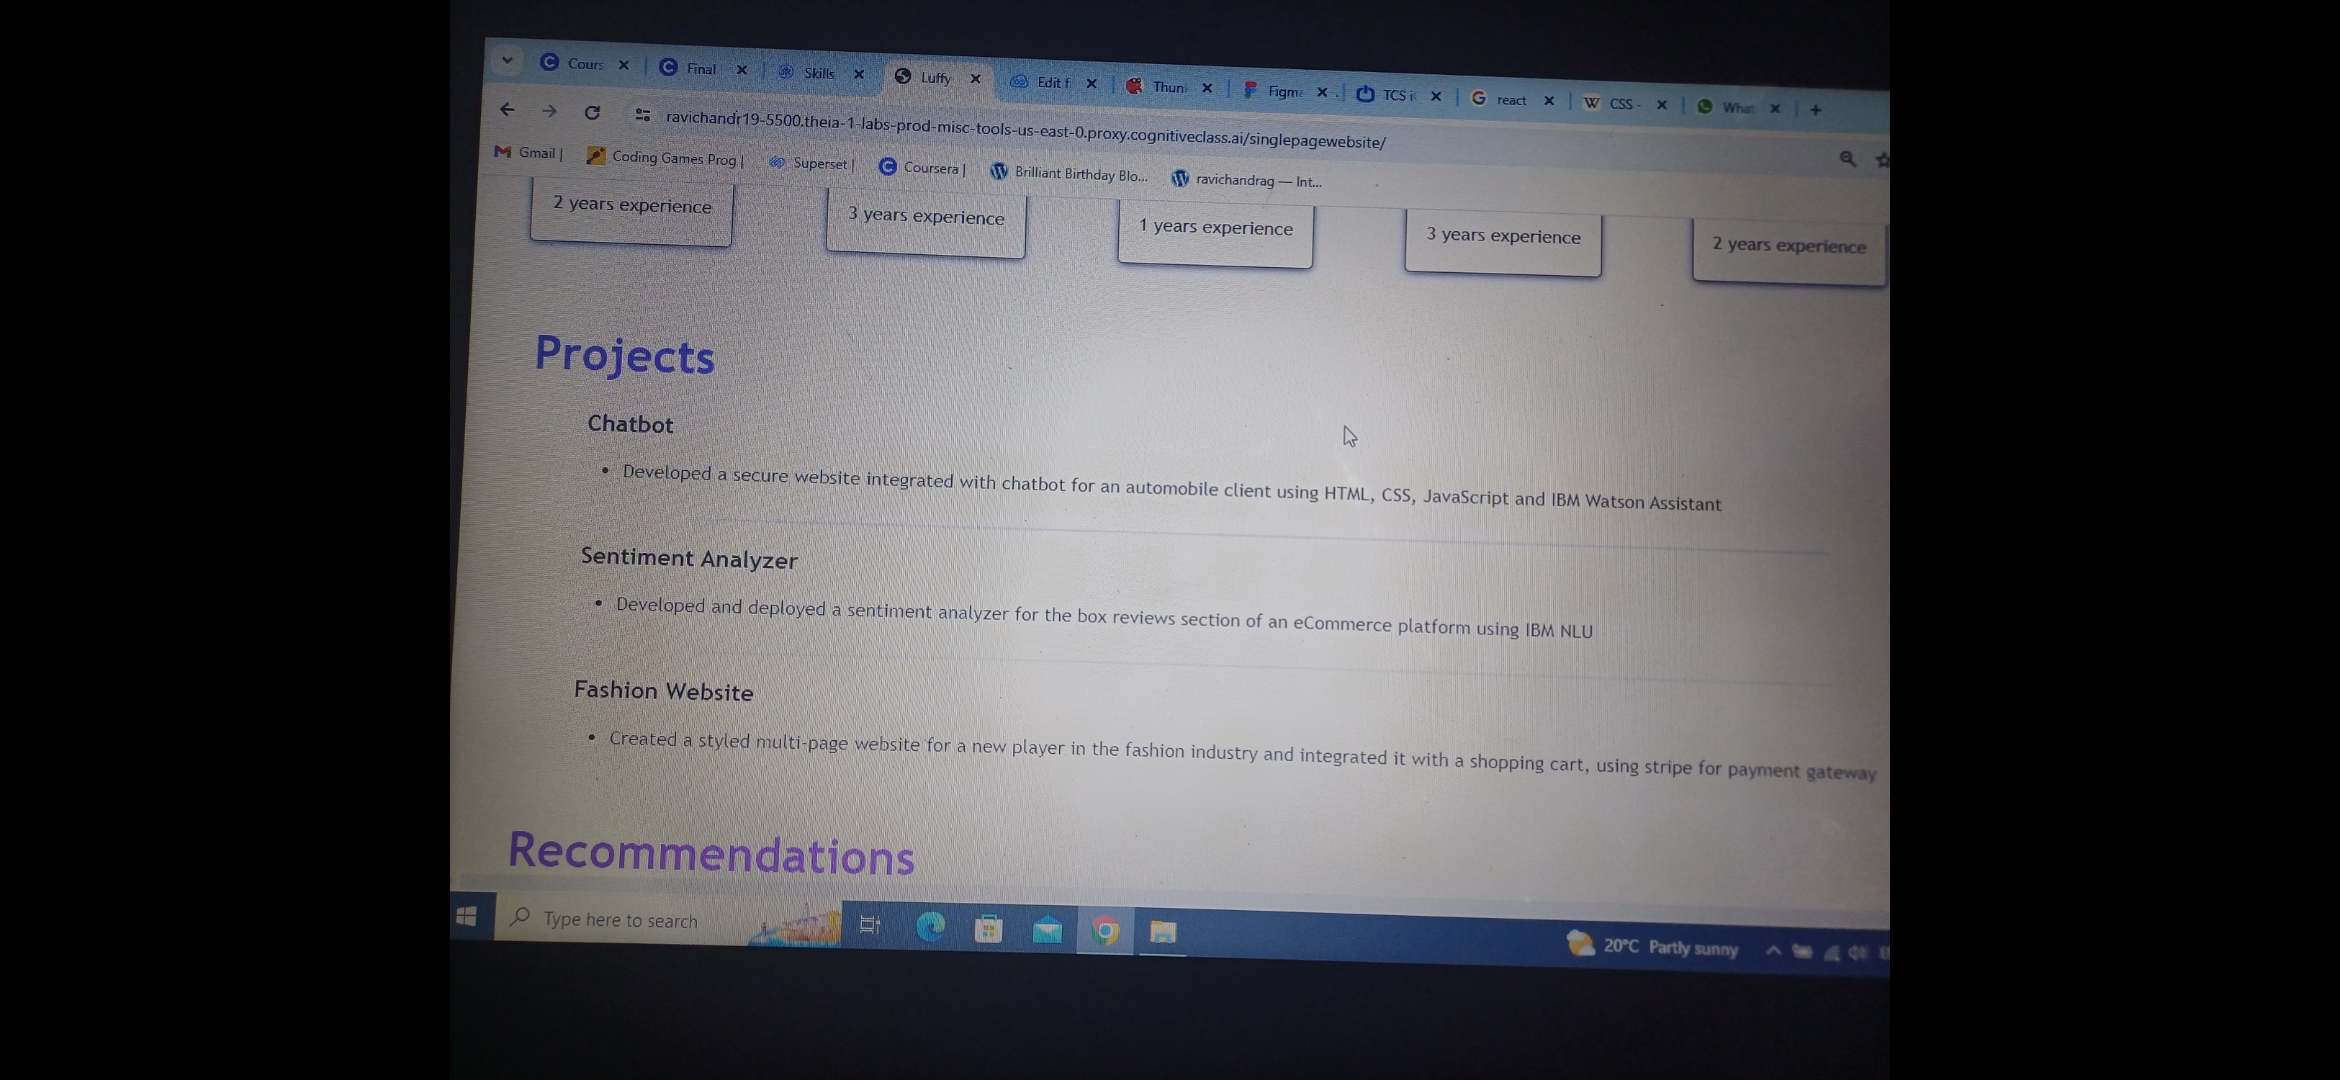 Cours
Final
Skills
Luffy
Edit f
Thun
Figma
TCS i
react
CSS -
What
ravichandr19-5500.theia-1-labs-prod-misc-tools-us-east-0.proxy.cognitiveclass.ai/singlepagewebsite/
Gmail |
Coding Games Prog |
Superset |
Coursera |
Brilliant Birthday Blo...
ravichandrag — Int...
2 years experience
3 years experience
1 years experience
3 years experience
2 years experience
Projects
Chatbot
• Developed a secure website integrated with chatbot for an automobile client using HTML, CSS, JavaScript and IBM Watson Assistant
Sentiment Analyzer
• Developed and deployed a sentiment analyzer for the box reviews section of an eCommerce platform using IBM NLU
Fashion Website
• Created a styled multi-page website for a new player in the fashion industry and integrated it with a shopping cart, using stripe for payment gateway
Recommendations
Type here to search
20°C Partly sunny